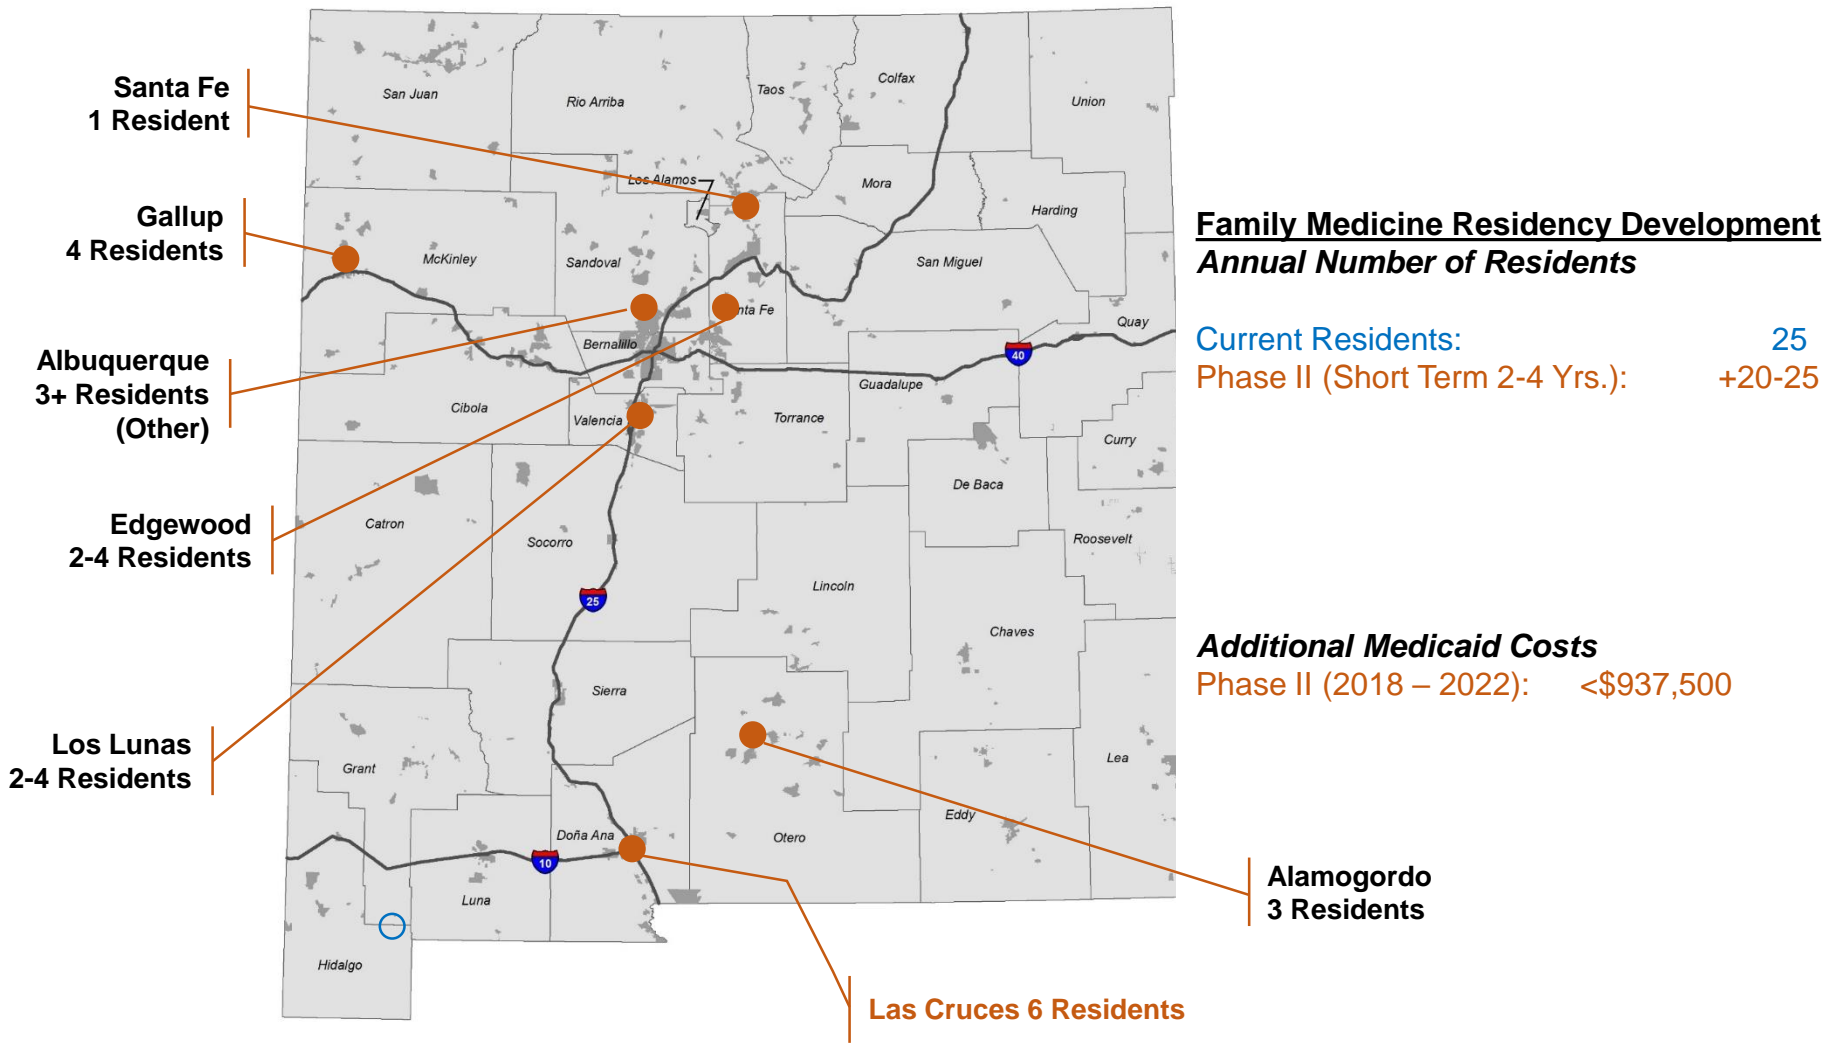 Santa Fe
1 Resident
Gallup
4 Residents
Albuquerque
3+ Residents
(Other)
Edgewood
2-4 Residents
Los Lunas
2-4 Residents
San Juan
Rio Arriba
Taos
Colfax
Union
Los Alamos
Mora
Harding
McKinley
Sandoval
San Miguel
nta Fe
Quay
Bernalillo
40
Guadalupe
Cibola
Valencia
Torrance
Curry
De Baca
Catron
Socorro
Roosevelt
Lincoln
25
Chaves
Sierra
Grant
Lea
Eddy
Doña Ana
Otero
10
Luna
Hidalgo
Family Medicine Residency Development
Annual Number of Residents
Current Residents: 25
Phase II (Short Term 2-4 Yrs.): +20-25
Additional Medicaid Costs
Phase II (2018 – 2022): <$937,500
Alamogordo
3 Residents
Las Cruces 6 Residents